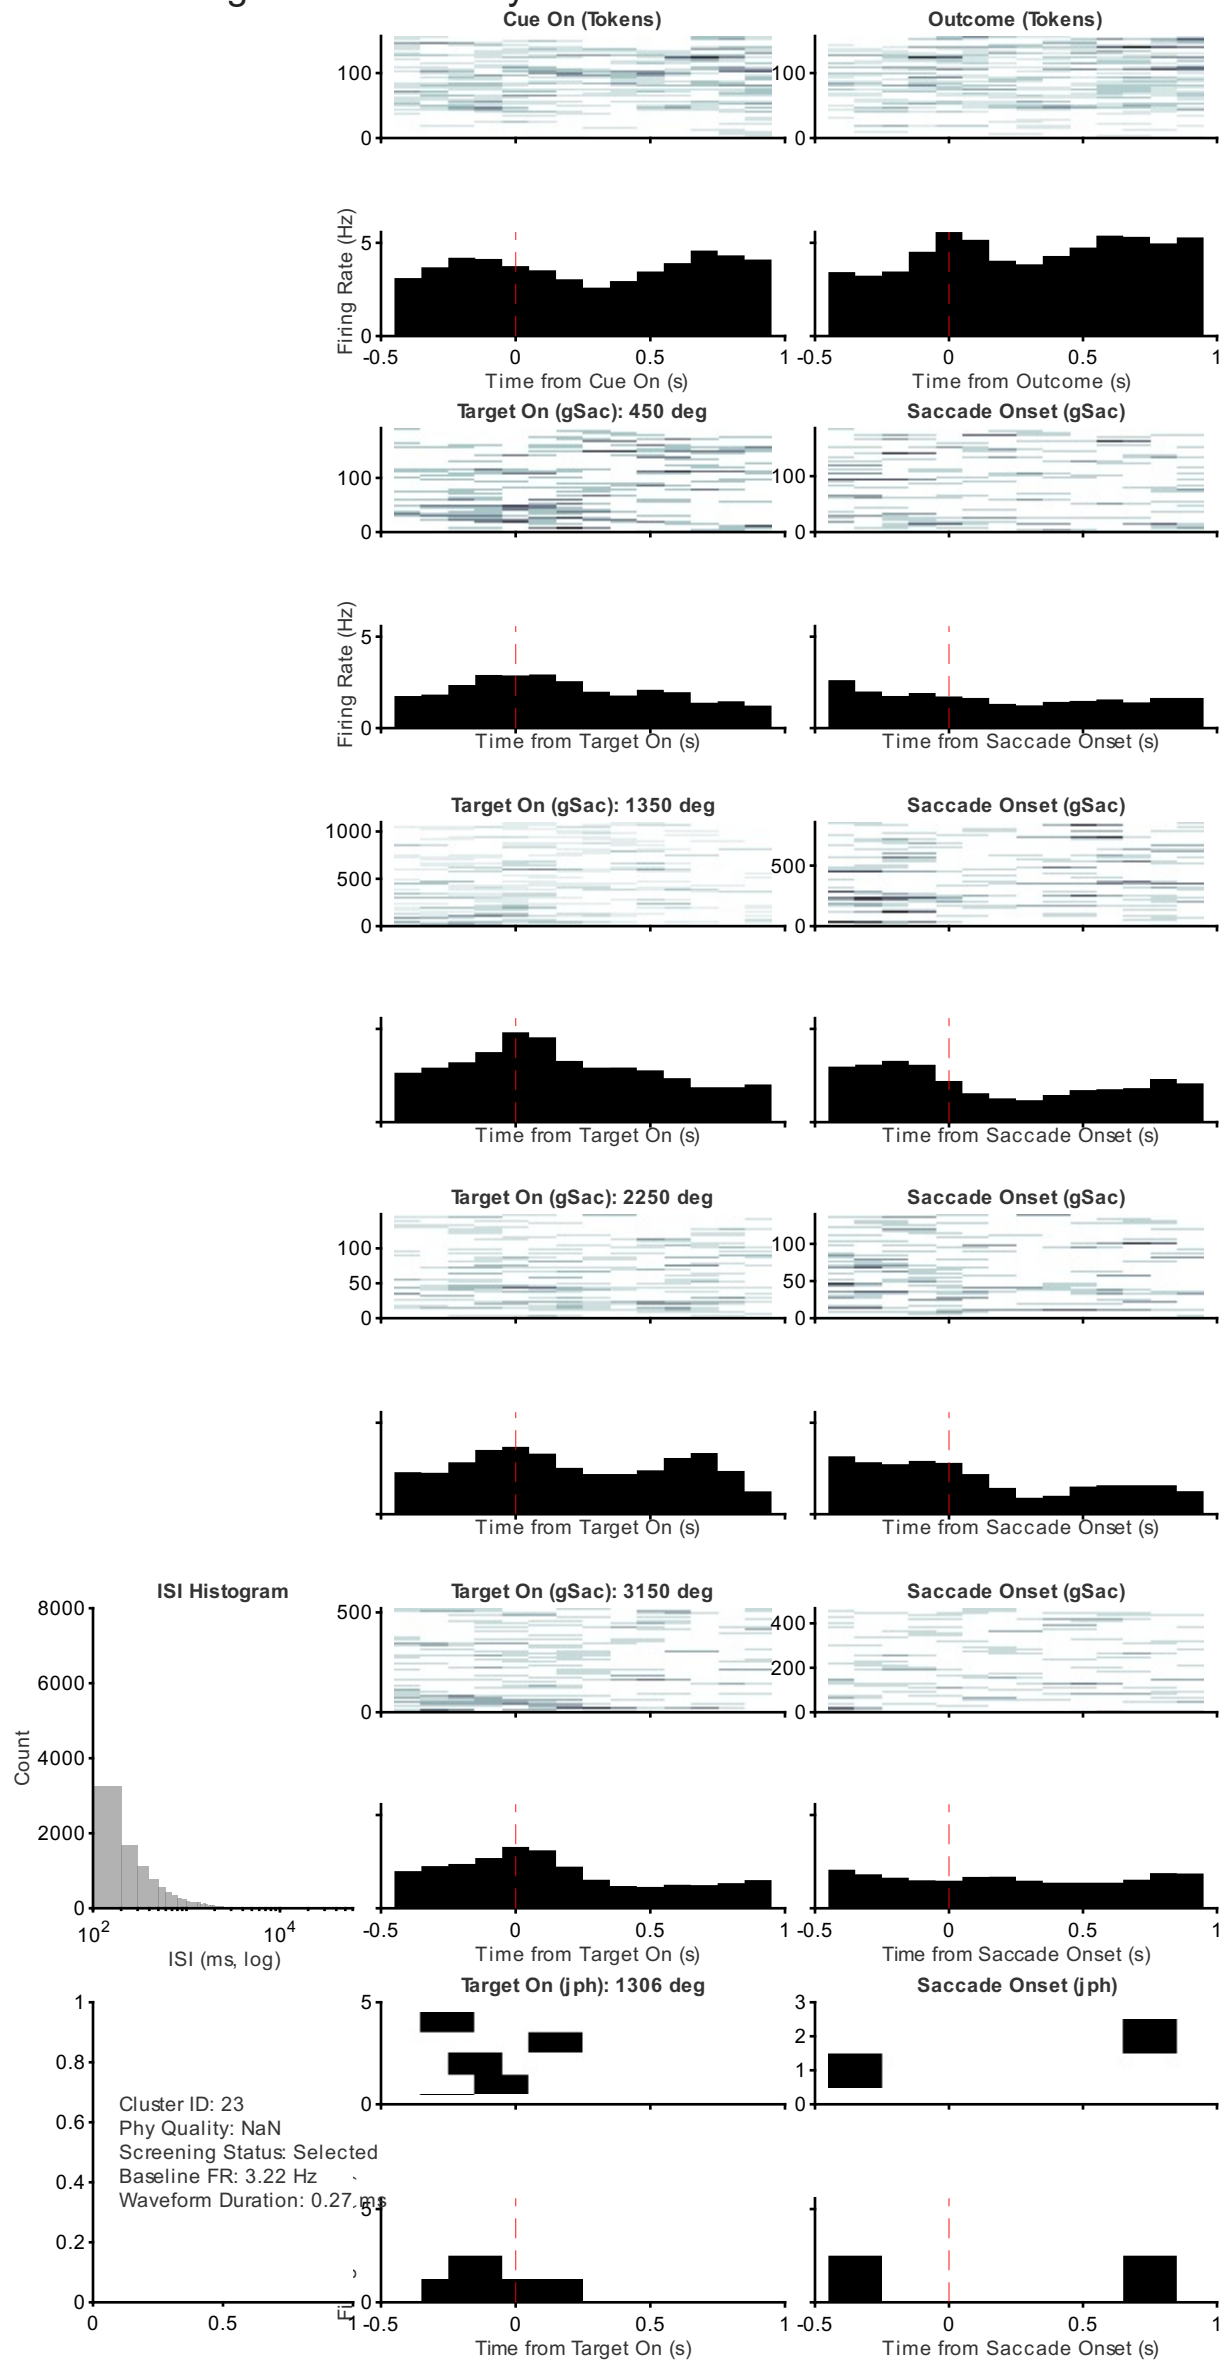 Cue On (Tokens)
Outcome (Tokens)
100
0
100
0
Firing Rate (Hz)
5
0
-0.5 0 0.5 1
-0.5 0 0.5 1
Time from Cue On (s)
Time from Outcome (s)
Target On (gSac): 450 deg
Saccade Onset (gSac)
100
0
100
0
Firing Rate (Hz)
5
0
Time from Target On (s)
Time from Saccade Onset (s)
Target On (gSac): 1350 deg
Saccade Onset (gSac)
1000
500
0
500
0
Time from Target On (s)
Time from Saccade Onset (s)
Target On (gSac): 2250 deg
Saccade Onset (gSac)
100
50
0
100
50
0
Time from Target On (s)
Time from Saccade Onset (s)
ISI Histogram
8000
6000
4000
2000
0
Count
10^2 10^4
ISI (ms, log)
Target On (gSac): 3150 deg
Saccade Onset (gSac)
500
0
400
200
0
-0.5 0 0.5 1
-0.5 0 0.5 1
Time from Target On (s)
Time from Saccade Onset (s)
Target On (jph): 1306 deg
Saccade Onset (jph)
1
0.8
0.6
0.4
0.2
0
0 0.5 1
Cluster ID: 23
Phy Quality: NaN
Screening Status: Selected
Baseline FR: 3.22 Hz
Waveform Duration: 0.27 ms
5
0
3
2
1
0
5
0
-0.5 0 0.5 1
-0.5 0 0.5 1
Time from Target On (s)
Time from Saccade Onset (s)